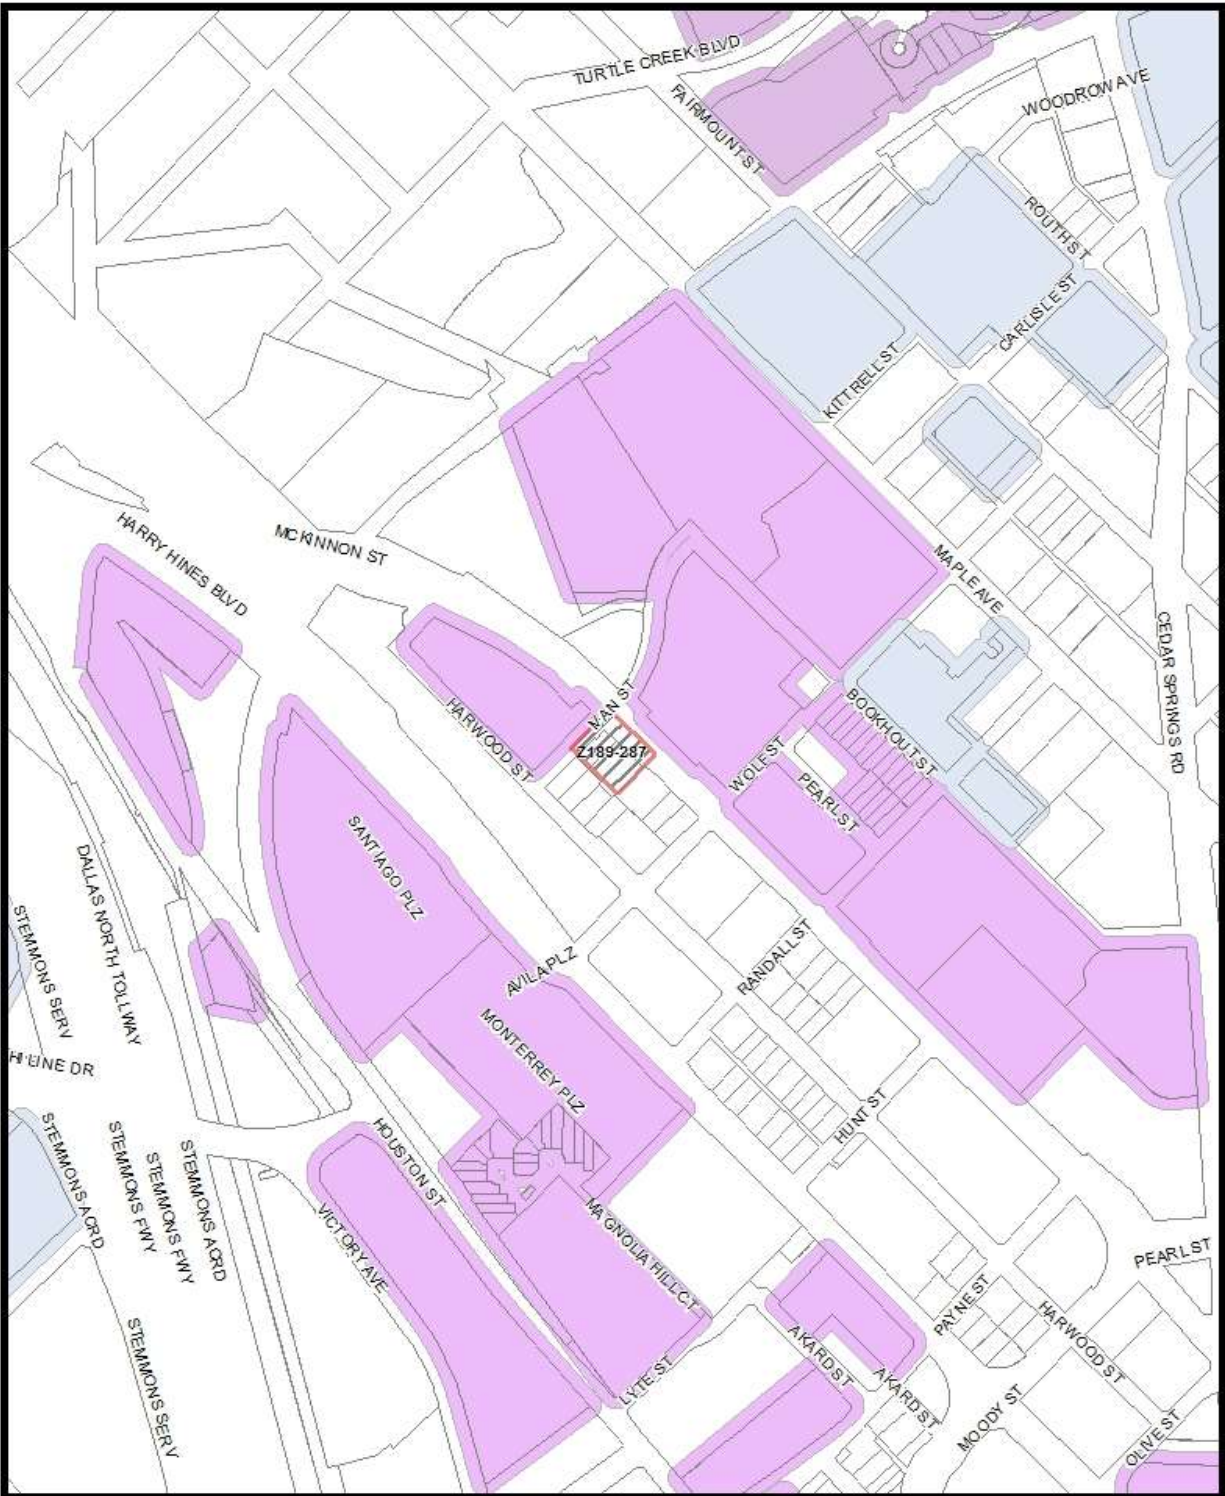 TURTLE CREEK BLVD
FAIRMOUNT ST
WOODROW AVE
ROUTH ST
CARLISLE ST
KITTRELL ST
HARRY HINES BLVD
MCKINNON ST
MAPLE AVE
CEDAR SPRINGS RD
IVAN ST
HARWOOD ST
Z189-287
BOOKHOUT ST
WOLF ST
PEARL ST
SANTIAGO PLZ
DALLAS NORTH TOLLWAY
STEMMONS SERV
AVILA PLZ
RANDALL ST
MONTERREY PLZ
HI LINE DR
HUNT ST
STEMMONS ACRD
STEMMONS FWY
STEMMONS FWY
STEMMONS ACRD
HOUSTON ST
VICTORY AVE
MAGNOLIA HILL CT
PEARL ST
PAYNE ST
HARWOOD ST
STEMMONS SERV
LYTE ST
AKARD ST
AKARD ST
MOODY ST
OLIVE ST